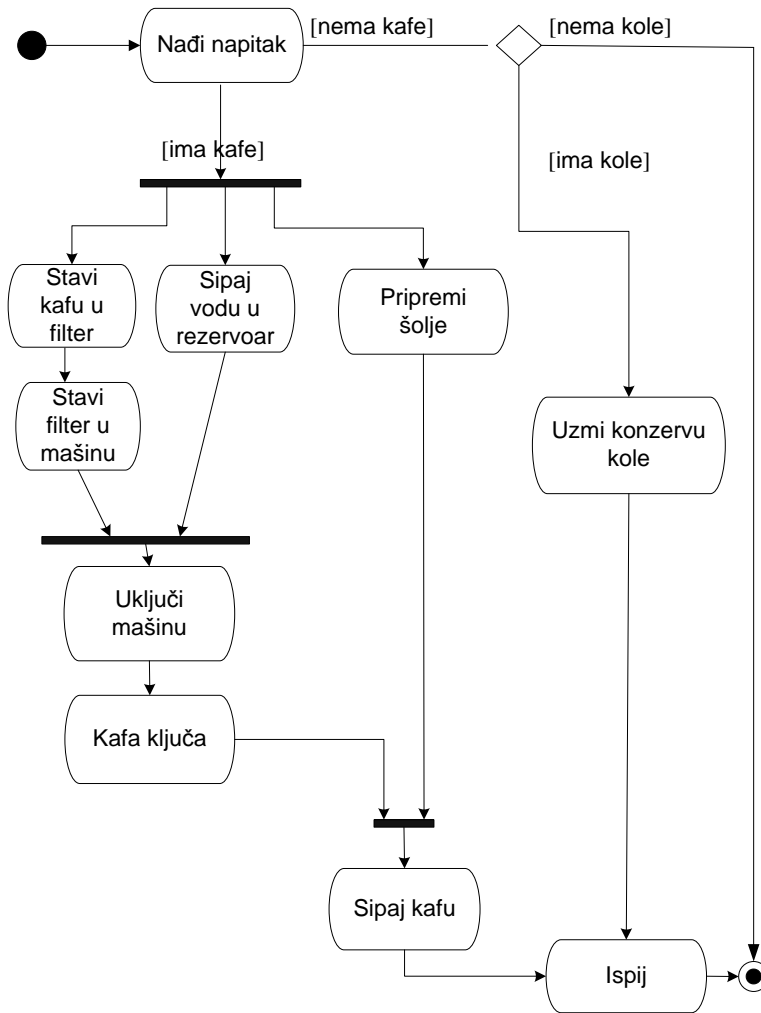 Nađi napitak
[nema kafe]
[nema kole]
[ima kafe]
[ima kole]
Stavi
kafu u
filter
Sipaj
vodu u
rezervoar
Pripremi
šolje
Stavi
filter u
mašinu
Uzmi konzervu
kole
Uključi
mašinu
Kafa ključa
Sipaj kafu
Ispij